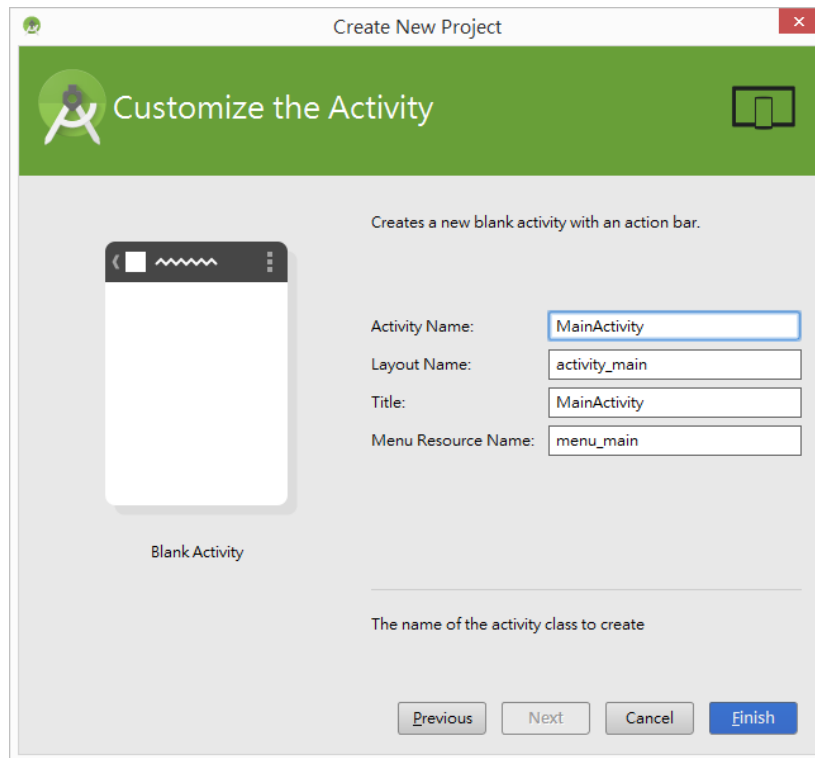 Create New Project
Customize the Activity
Creates a new blank activity with an action bar.
Activity Name: MainActivity
Layout Name: activity_main
Title: MainActivity
Menu Resource Name: menu_main
Blank Activity
The name of the activity class to create
Previous Next Cancel Finish